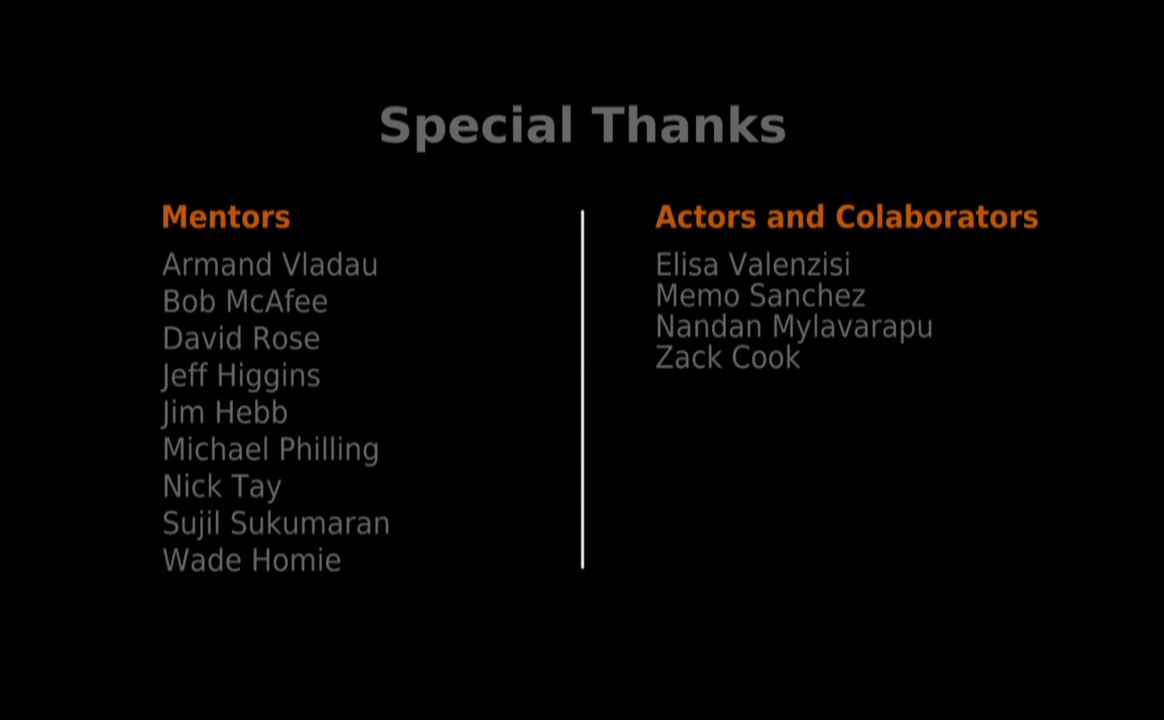 Special Thanks
Mentors
Armand Vladau
Bob McAfee
David Rose
Jeff Higgins
Jim Hebb
Michael Philling
Nick Tay
Sujil Sukumaran
Wade Homie
Actors and Colaborators
Elisa Valenzisi
Memo Sanchez
Nandan Mylavarapu
Zack Cook